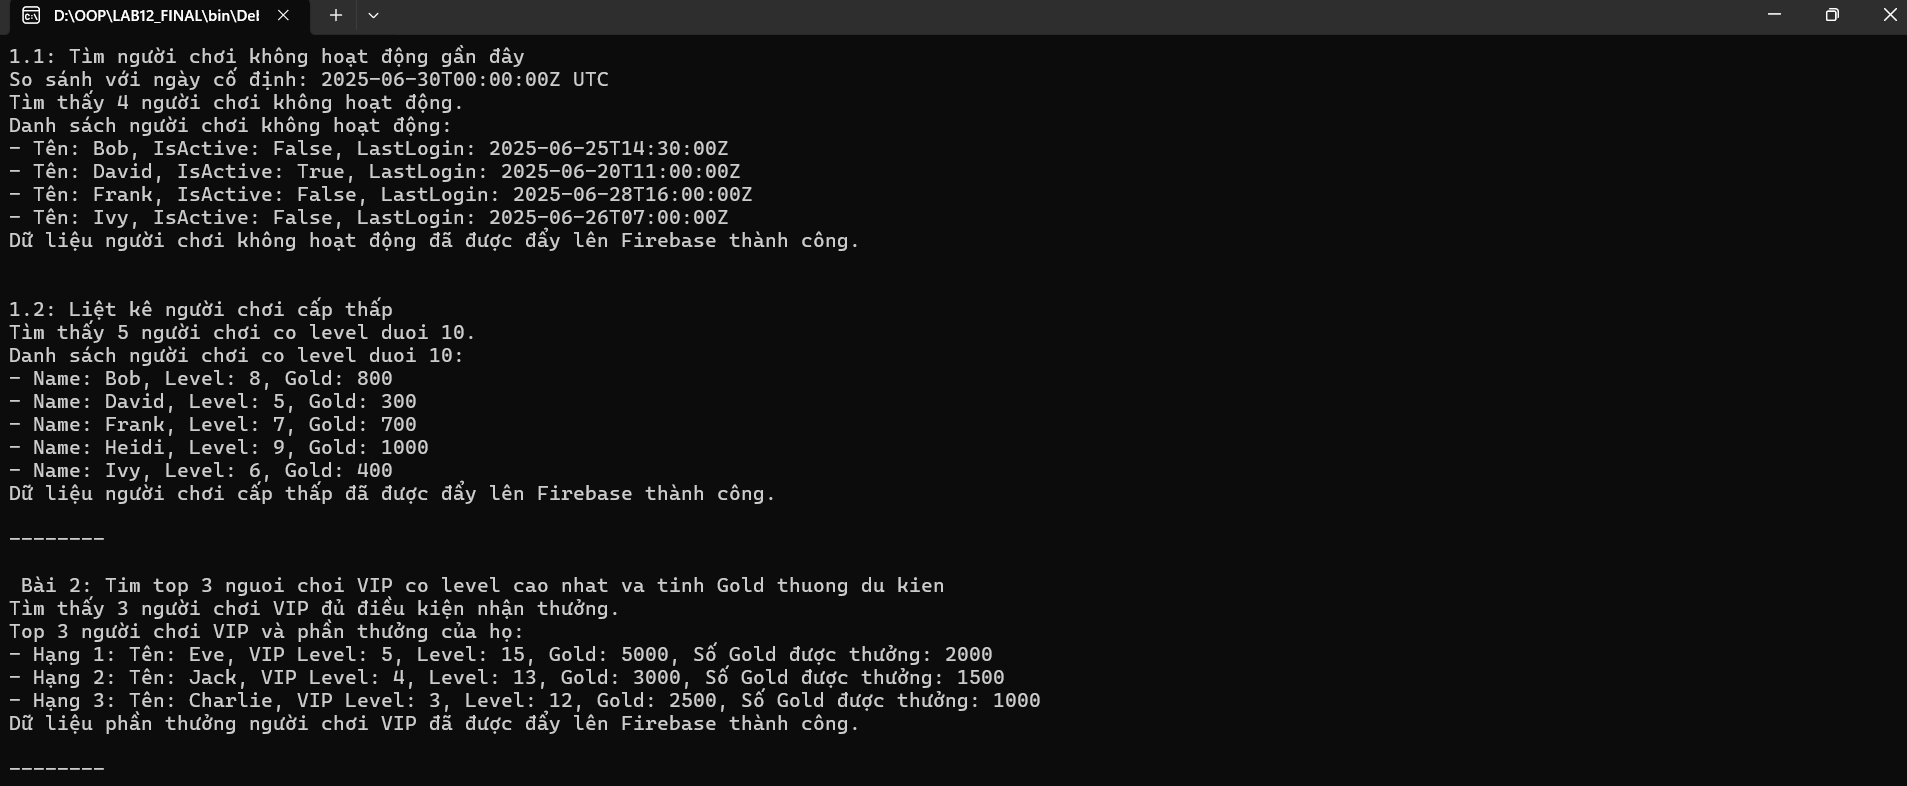 D:\OOP\LAB12_FINAL\bin\Del
1.1: Tìm người chơi không hoạt động gần đây
So sánh với ngày cố định: 2025-06-30T00:00:00Z UTC
Tìm thấy 4 người chơi không hoạt động.
Danh sách người chơi không hoạt động:
- Tên: Bob, IsActive: False, LastLogin: 2025-06-25T14:30:00Z
- Tên: David, IsActive: True, LastLogin: 2025-06-20T11:00:00Z
- Tên: Frank, IsActive: False, LastLogin: 2025-06-28T16:00:00Z
- Tên: Ivy, IsActive: False, LastLogin: 2025-06-26T07:00:00Z
Dữ liệu người chơi không hoạt động đã được đẩy lên Firebase thành công.
1.2: Liệt kê người chơi cấp thấp
Tìm thấy 5 người chơi co level duoi 10.
Danh sách người chơi co level duoi 10:
- Name: Bob, Level: 8, Gold: 800
- Name: David, Level: 5, Gold: 300
- Name: Frank, Level: 7, Gold: 700
- Name: Heidi, Level: 9, Gold: 1000
- Name: Ivy, Level: 6, Gold: 400
Dữ liệu người chơi cấp thấp đã được đẩy lên Firebase thành công.
--------
Bài 2: Tim top 3 nguoi choi VIP co level cao nhat va tinh Gold thuong du kien
Tìm thấy 3 người chơi VIP đủ điều kiện nhận thưởng.
Top 3 người chơi VIP và phần thưởng của họ:
- Hạng 1: Tên: Eve, VIP Level: 5, Level: 15, Gold: 5000, Số Gold được thưởng: 2000
- Hạng 2: Tên: Jack, VIP Level: 4, Level: 13, Gold: 3000, Số Gold được thưởng: 1500
- Hạng 3: Tên: Charlie, VIP Level: 3, Level: 12, Gold: 2500, Số Gold được thưởng: 1000
Dữ liệu phần thưởng người chơi VIP đã được đẩy lên Firebase thành công.
--------